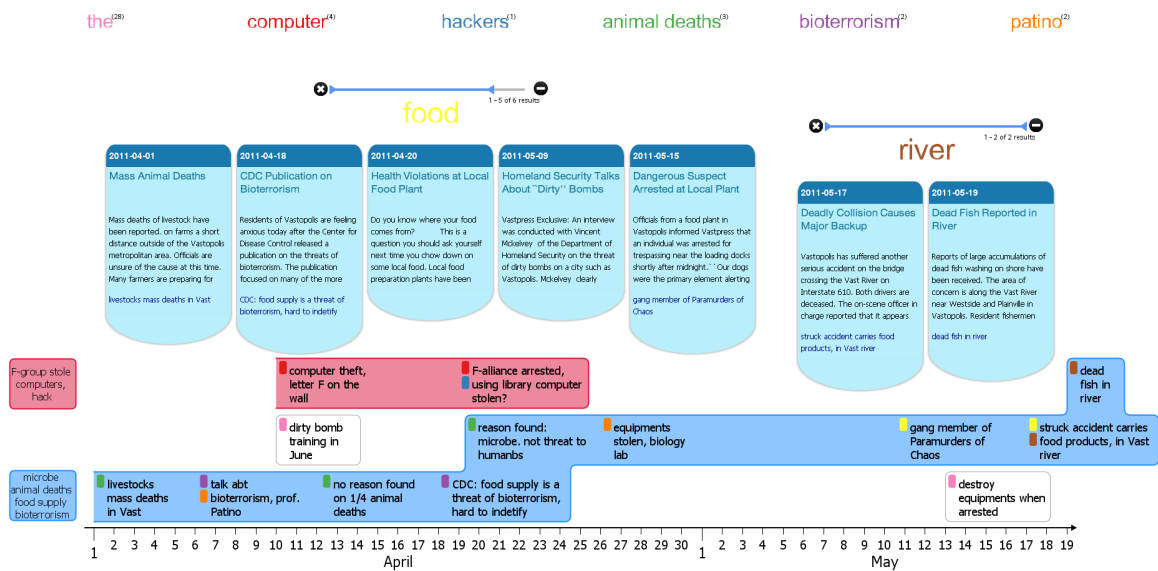 the(28) computer(4) hackers(1) animal deaths(3) bioterrorism(2) patino(2)
1 - 5 of 6 results
food
1 - 2 of 2 results
river
2011-04-01
Mass Animal Deaths
Mass deaths of livestock have
been reported. on farms a short
distance outside of the Vastopolis
metropolitan area. Officials are
unsure of the cause at this time.
Many farmers are preparing for
livestocks mass deaths in Vast
2011-04-18
CDC Publication on
Bioterrorism
Residents of Vastopolis are feeling
anxious today after the Center for
Disease Control released a
publication on the threats of
bioterrorism. The publication
focused on many of the more
CDC: food supply is a threat of
bioterrorism, hard to indetify
2011-04-20
Health Violations at Local
Food Plant
Do you know where your food
comes from? This is a
question you should ask yourself
next time you chow down on
some local food. Local food
preparation plants have been
2011-05-09
Homeland Security Talks
About ``Dirty'' Bombs
Vastpress Exclusive: An interview
was conducted with Vincent
Mckelvey of the Department of
Homeland Security on the threat
of dirty bombs on a city such as
Vastopolis. Mckelvey clearly
2011-05-15
Dangerous Suspect
Arrested at Local Plant
Officials from a food plant in
Vastopolis informed Vastpress that
an individual was arrested for
trespassing near the loading docks
shortly after midnight.``Our dogs
were the primary element alerting
gang member of Paramurders of
Chaos
2011-05-17
Deadly Collision Causes
Major Backup
Vastopolis has suffered another
serious accident on the bridge
crossing the Vast River on
Interstate 610. Both drivers are
deceased. The on-scene officer in
charge reported that it appears
struck accident carries food
products, in Vast river
2011-05-19
Dead Fish Reported in
River
Reports of large accumulations of
dead fish washing on shore have
been received. The area of
concern is along the Vast River
near Westside and Plainville in
Vastopolis. Resident fishermen
dead fish in river
F-group stole
computers,
hack
computer theft,
letter F on the
wall
F-alliance arrested,
using library computer
stolen?
dead
fish in
river
dirty bomb
training in
June
reason found:
microbe. not threat to
humanbs
equipments
stolen, biology
lab
gang member of
Paramurders of
Chaos
struck accident carries
food products, in Vast
river
microbe
animal deaths
food supply
bioterrorism
livestocks
mass deaths
in Vast
talk abt
bioterrorism, prof.
Patino
no reason found
on 1/4 animal
deaths
CDC: food supply is a
threat of bioterrorism,
hard to indetify
destroy
equipments when
arrested
1 2 3 4 5 6 7 8 9 10 11 12 13 14 15 16 17 18 19 20 21 22 23 24 25 26 27 28 29 30 1 2 3 4 5 6 7 8 9 10 11 12 13 14 15 16 17 18 19
April May